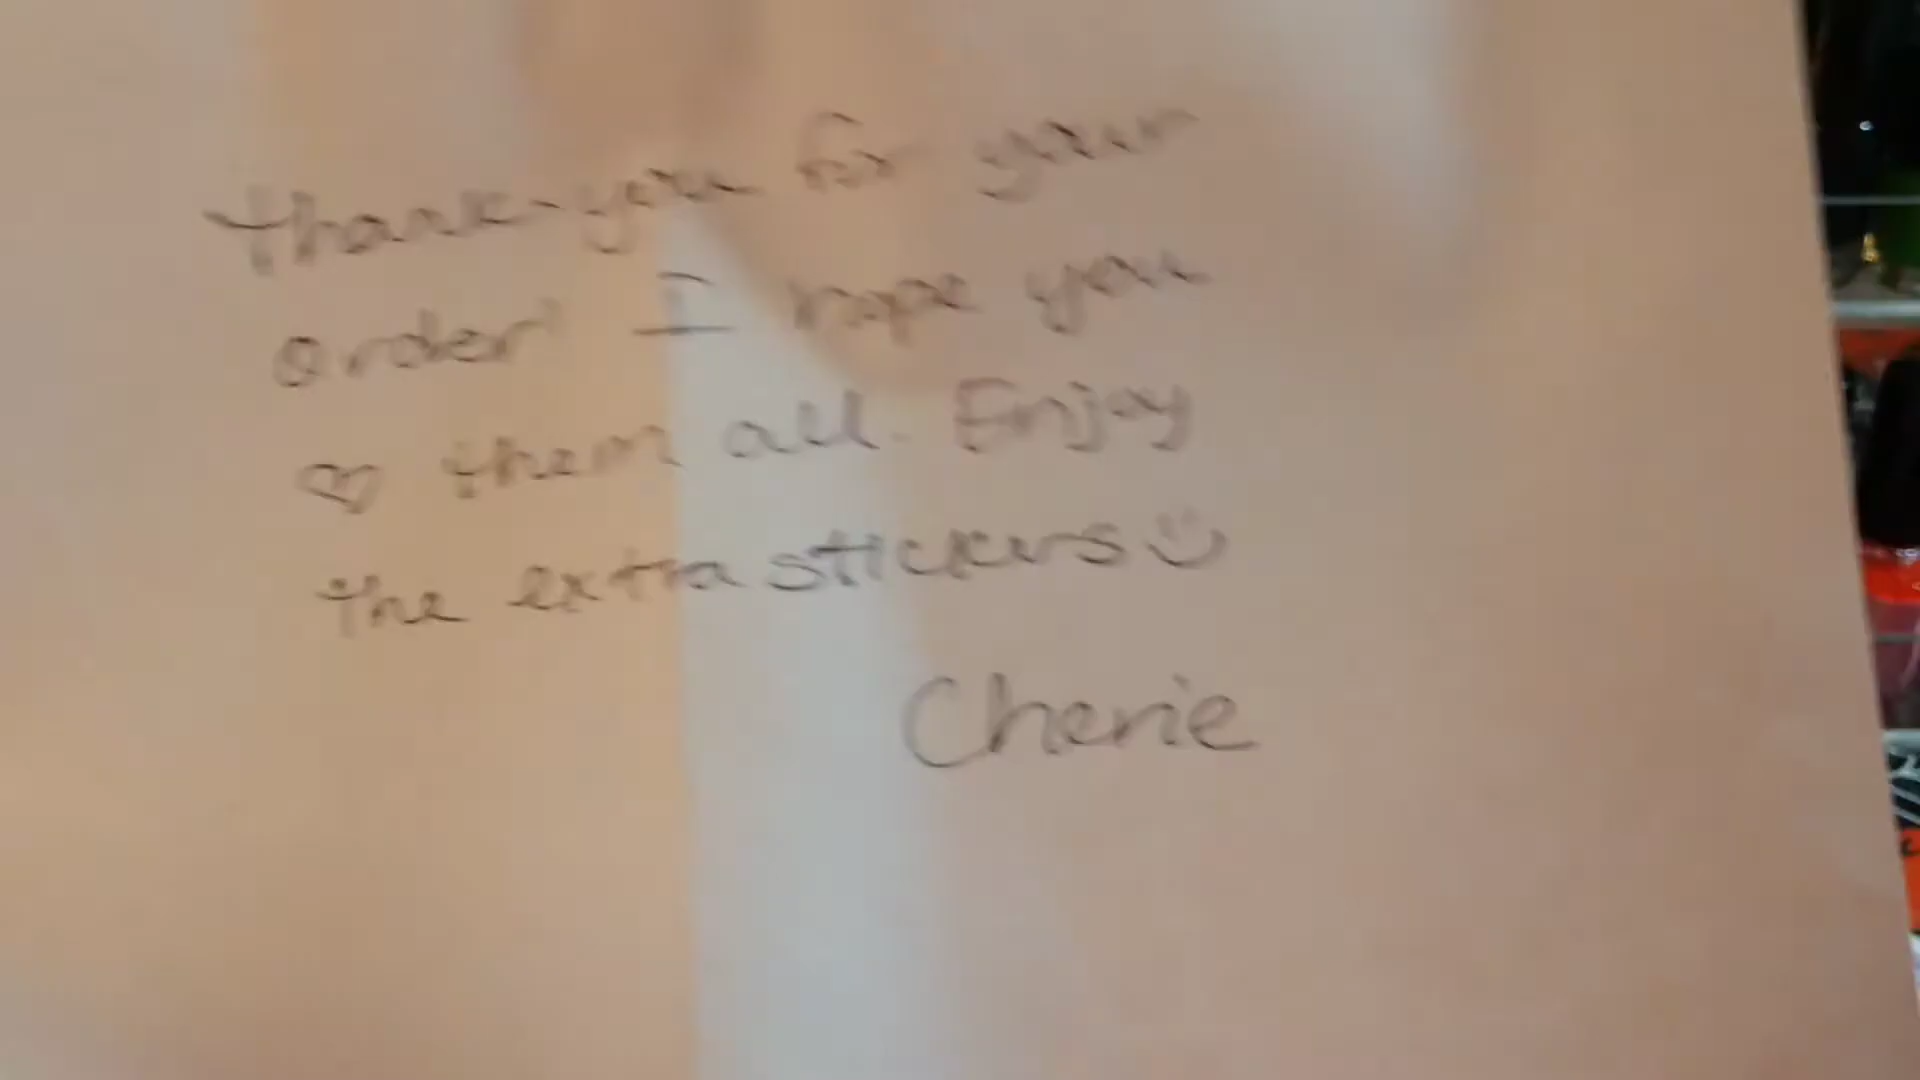 Thank-you for your
order! I hope you
♡ them all. Enjoy
the extra stickers☺
Cherie